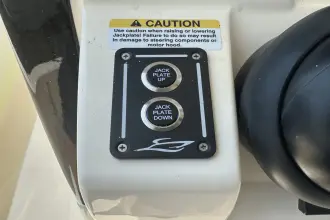 ⚠ CAUTION
Use caution when raising or lowering
Jackplate! Failure to do so may result
in damage to steering components or
motor hood.
JACK
PLATE
UP
JACK
PLATE
DOWN